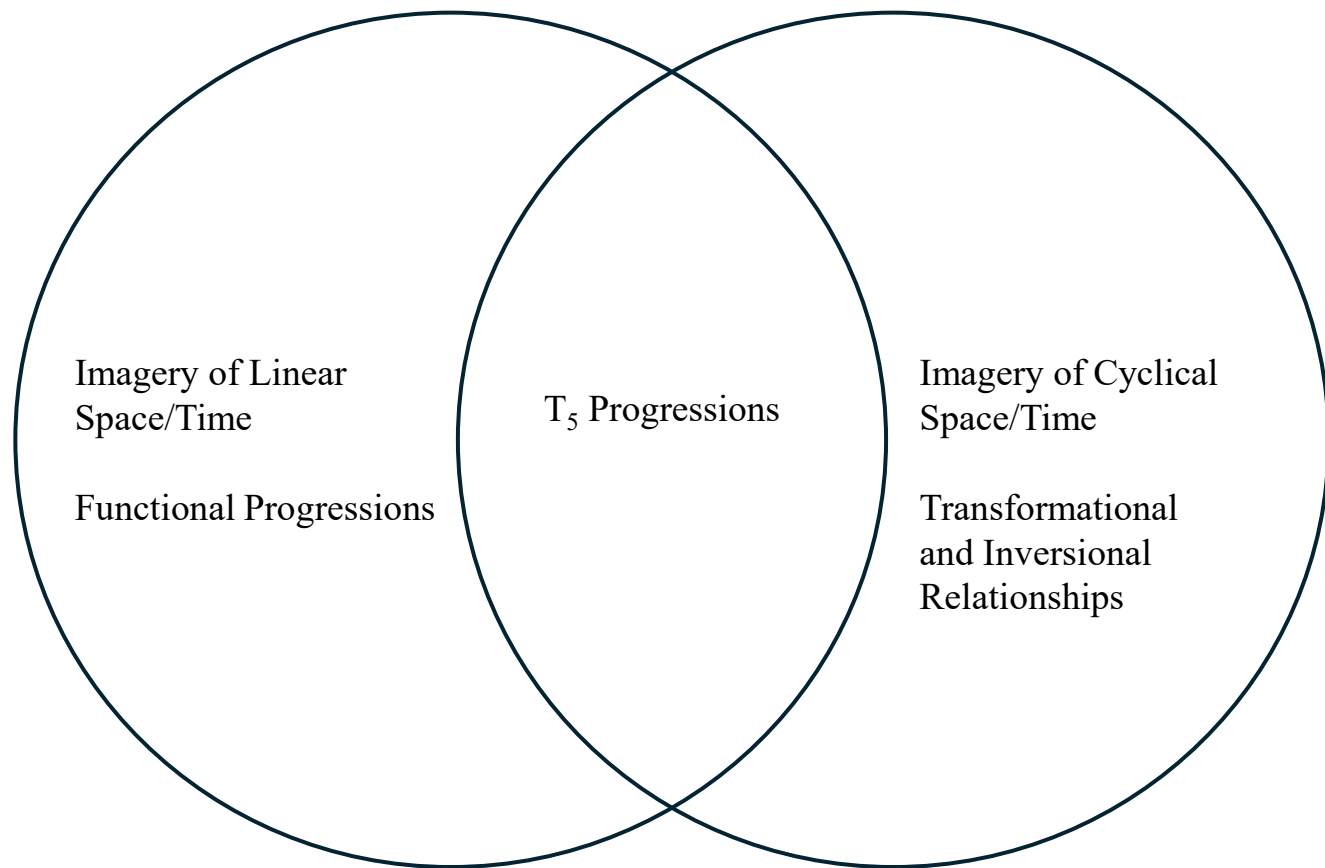 Imagery of Linear
Space/Time
Functional Progressions
T₅ Progressions
Imagery of Cyclical
Space/Time
Transformational
and Inversional
Relationships